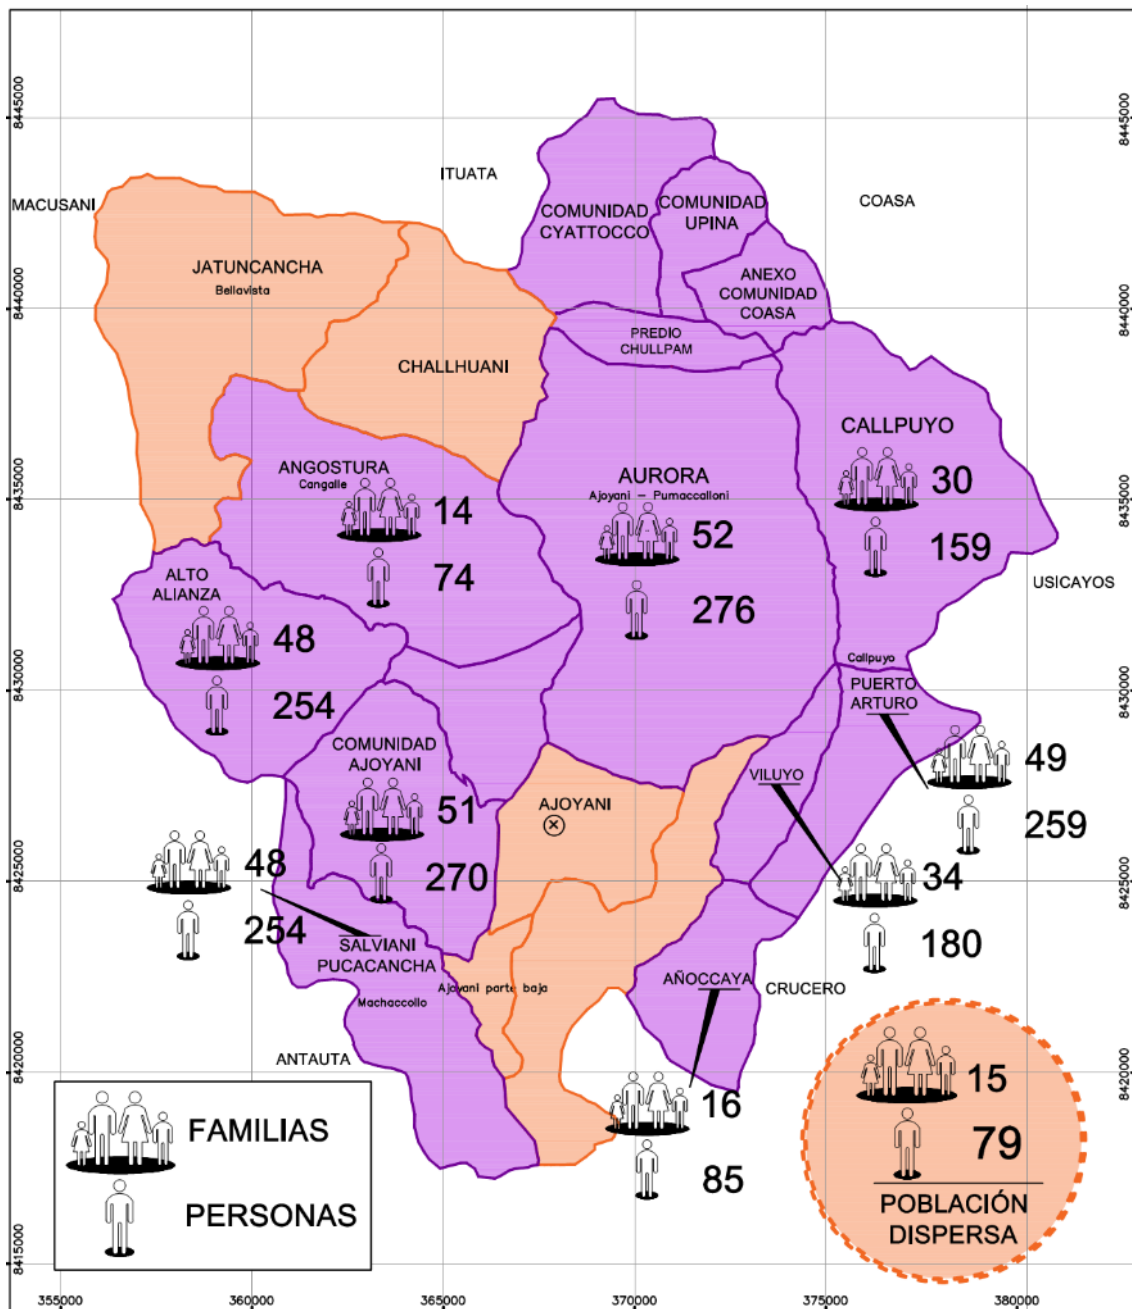 8445000
8445000
ITUATA
MACUSANI
COASA
COMUNIDAD
CYATTOCCO
COMUNIDAD
UPINA
JATUNCANCHA
Bellavista
ANEXO
COMUNIDAD
COASA
8440000
8440000
PREDIO
CHULLPAM
CHALLHUANI
CALLPUYO
30
159
ANGOSTURA
Cangalle
14
74
AURORA
Ajoyani - Pumaccalloni
52
276
8435000
8435000
USICAYOS
ALTO
ALIANZA
48
254
Callpuyo
PUERTO
ARTURO
49
259
8430000
8430000
COMUNIDAD
AJOYANI
51
270
VILUYO
34
180
AJOYANI
48
254
SALVIANI
PUCACANCHA
Machaccollo
8425000
8425000
Ajoyani parte baja
AÑOCCAYA
16
85
CRUCERO
ANTAUTA
8420000
8420000
FAMILIAS
PERSONAS
15
79
POBLACIÓN
DISPERSA
8415000
8415000
355000
360000
365000
370000
375000
380000